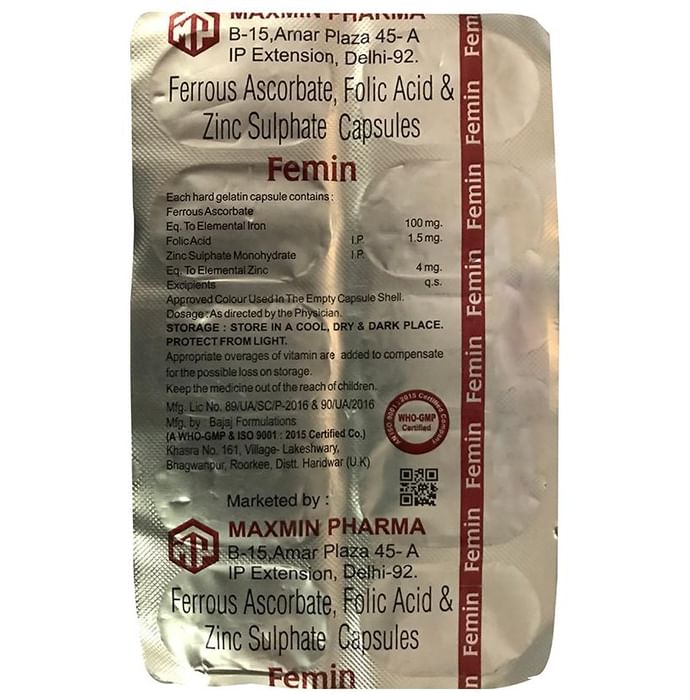 MAXMIN PHARMA
B-15,Amar Plaza 45- A
IP Extension, Delhi-92.
Ferrous Ascorbate, Folic Acid &
Zinc Sulphate Capsules
Femin
Each hard gelatin capsule contains :
Ferrous Ascorbate
Eq. To Elemental Iron 100 mg.
Folic Acid I.P. 1.5 mg.
Zinc Sulphate Monohydrate I.P.
Eq. To Elemental Zinc 4 mg.
Excipients q.s.
Approved Colour Used In The Empty Capsule Shell.
Dosage : As directed by the Physician.
STORAGE : STORE IN A COOL, DRY & DARK PLACE.
PROTECT FROM LIGHT.
Appropriate overages of vitamin are added to compensate
for the possible loss on storage.
Keep the medicine out of the reach of children.
Mfg. Lic No. 89/UA/SC/P-2016 & 90/UA/2016
Mfg. by : Bajaj Formulations
(A WHO-GMP & ISO 9001 : 2015 Certified Co.)
Khasra No. 161, Village- Lakeshwary,
Bhagwanpur, Roorkee, Distt. Haridwar (U.K)
AN ISO 9001 : 2015 Certified Company
WHO-GMP
Certified
Marketed by :
MAXMIN PHARMA
B-15,Amar Plaza 45- A
IP Extension, Delhi-92.
Ferrous Ascorbate, Folic Acid &
Zinc Sulphate Capsules
Femin
Femin
Femin
Femin
Femin
Femin
Femin
Femin
Femin